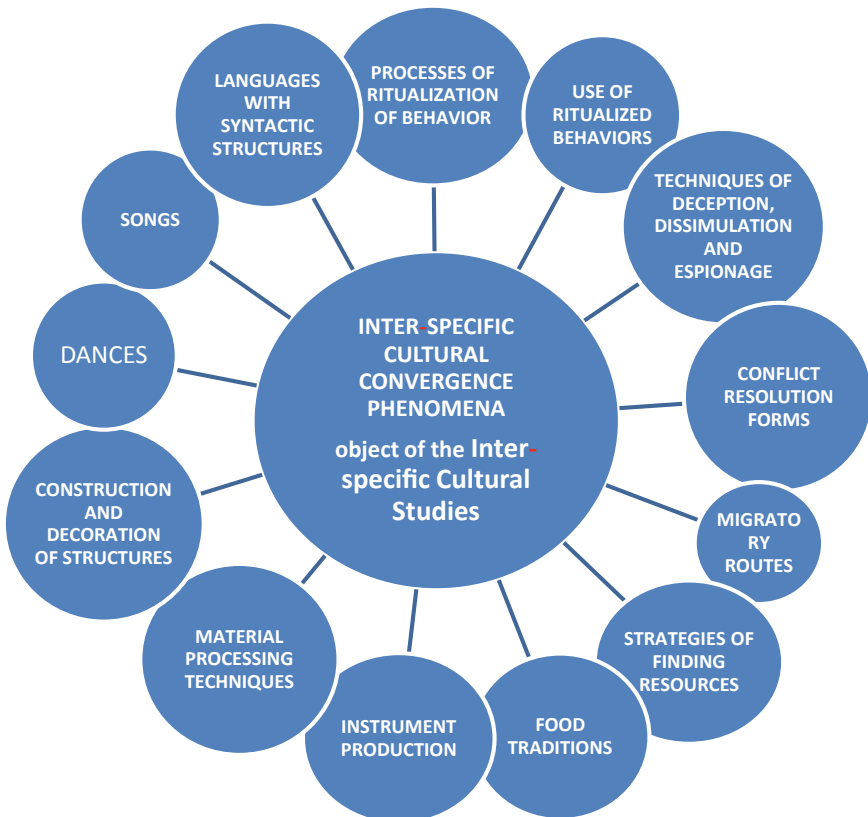 PROCESSES OF
RITUALIZATION
OF BEHAVIOR
USE OF
RITUALIZED
BEHAVIORS
TECHNIQUES OF
DECEPTION,
DISSIMULATION
AND
ESPIONAGE
CONFLICT
RESOLUTION
FORMS
MIGRATO
RY
ROUTES
STRATEGIES OF
FINDING
RESOURCES
FOOD
TRADITIONS
INSTRUMENT
PRODUCTION
MATERIAL
PROCESSING
TECHNIQUES
CONSTRUCTION
AND
DECORATION
OF STRUCTURES
DANCES
SONGS
LANGUAGES
WITH
SYNTACTIC
STRUCTURES
INTER-SPECIFIC
CULTURAL
CONVERGENCE
PHENOMENA
object of the Inter-
specific Cultural
Studies